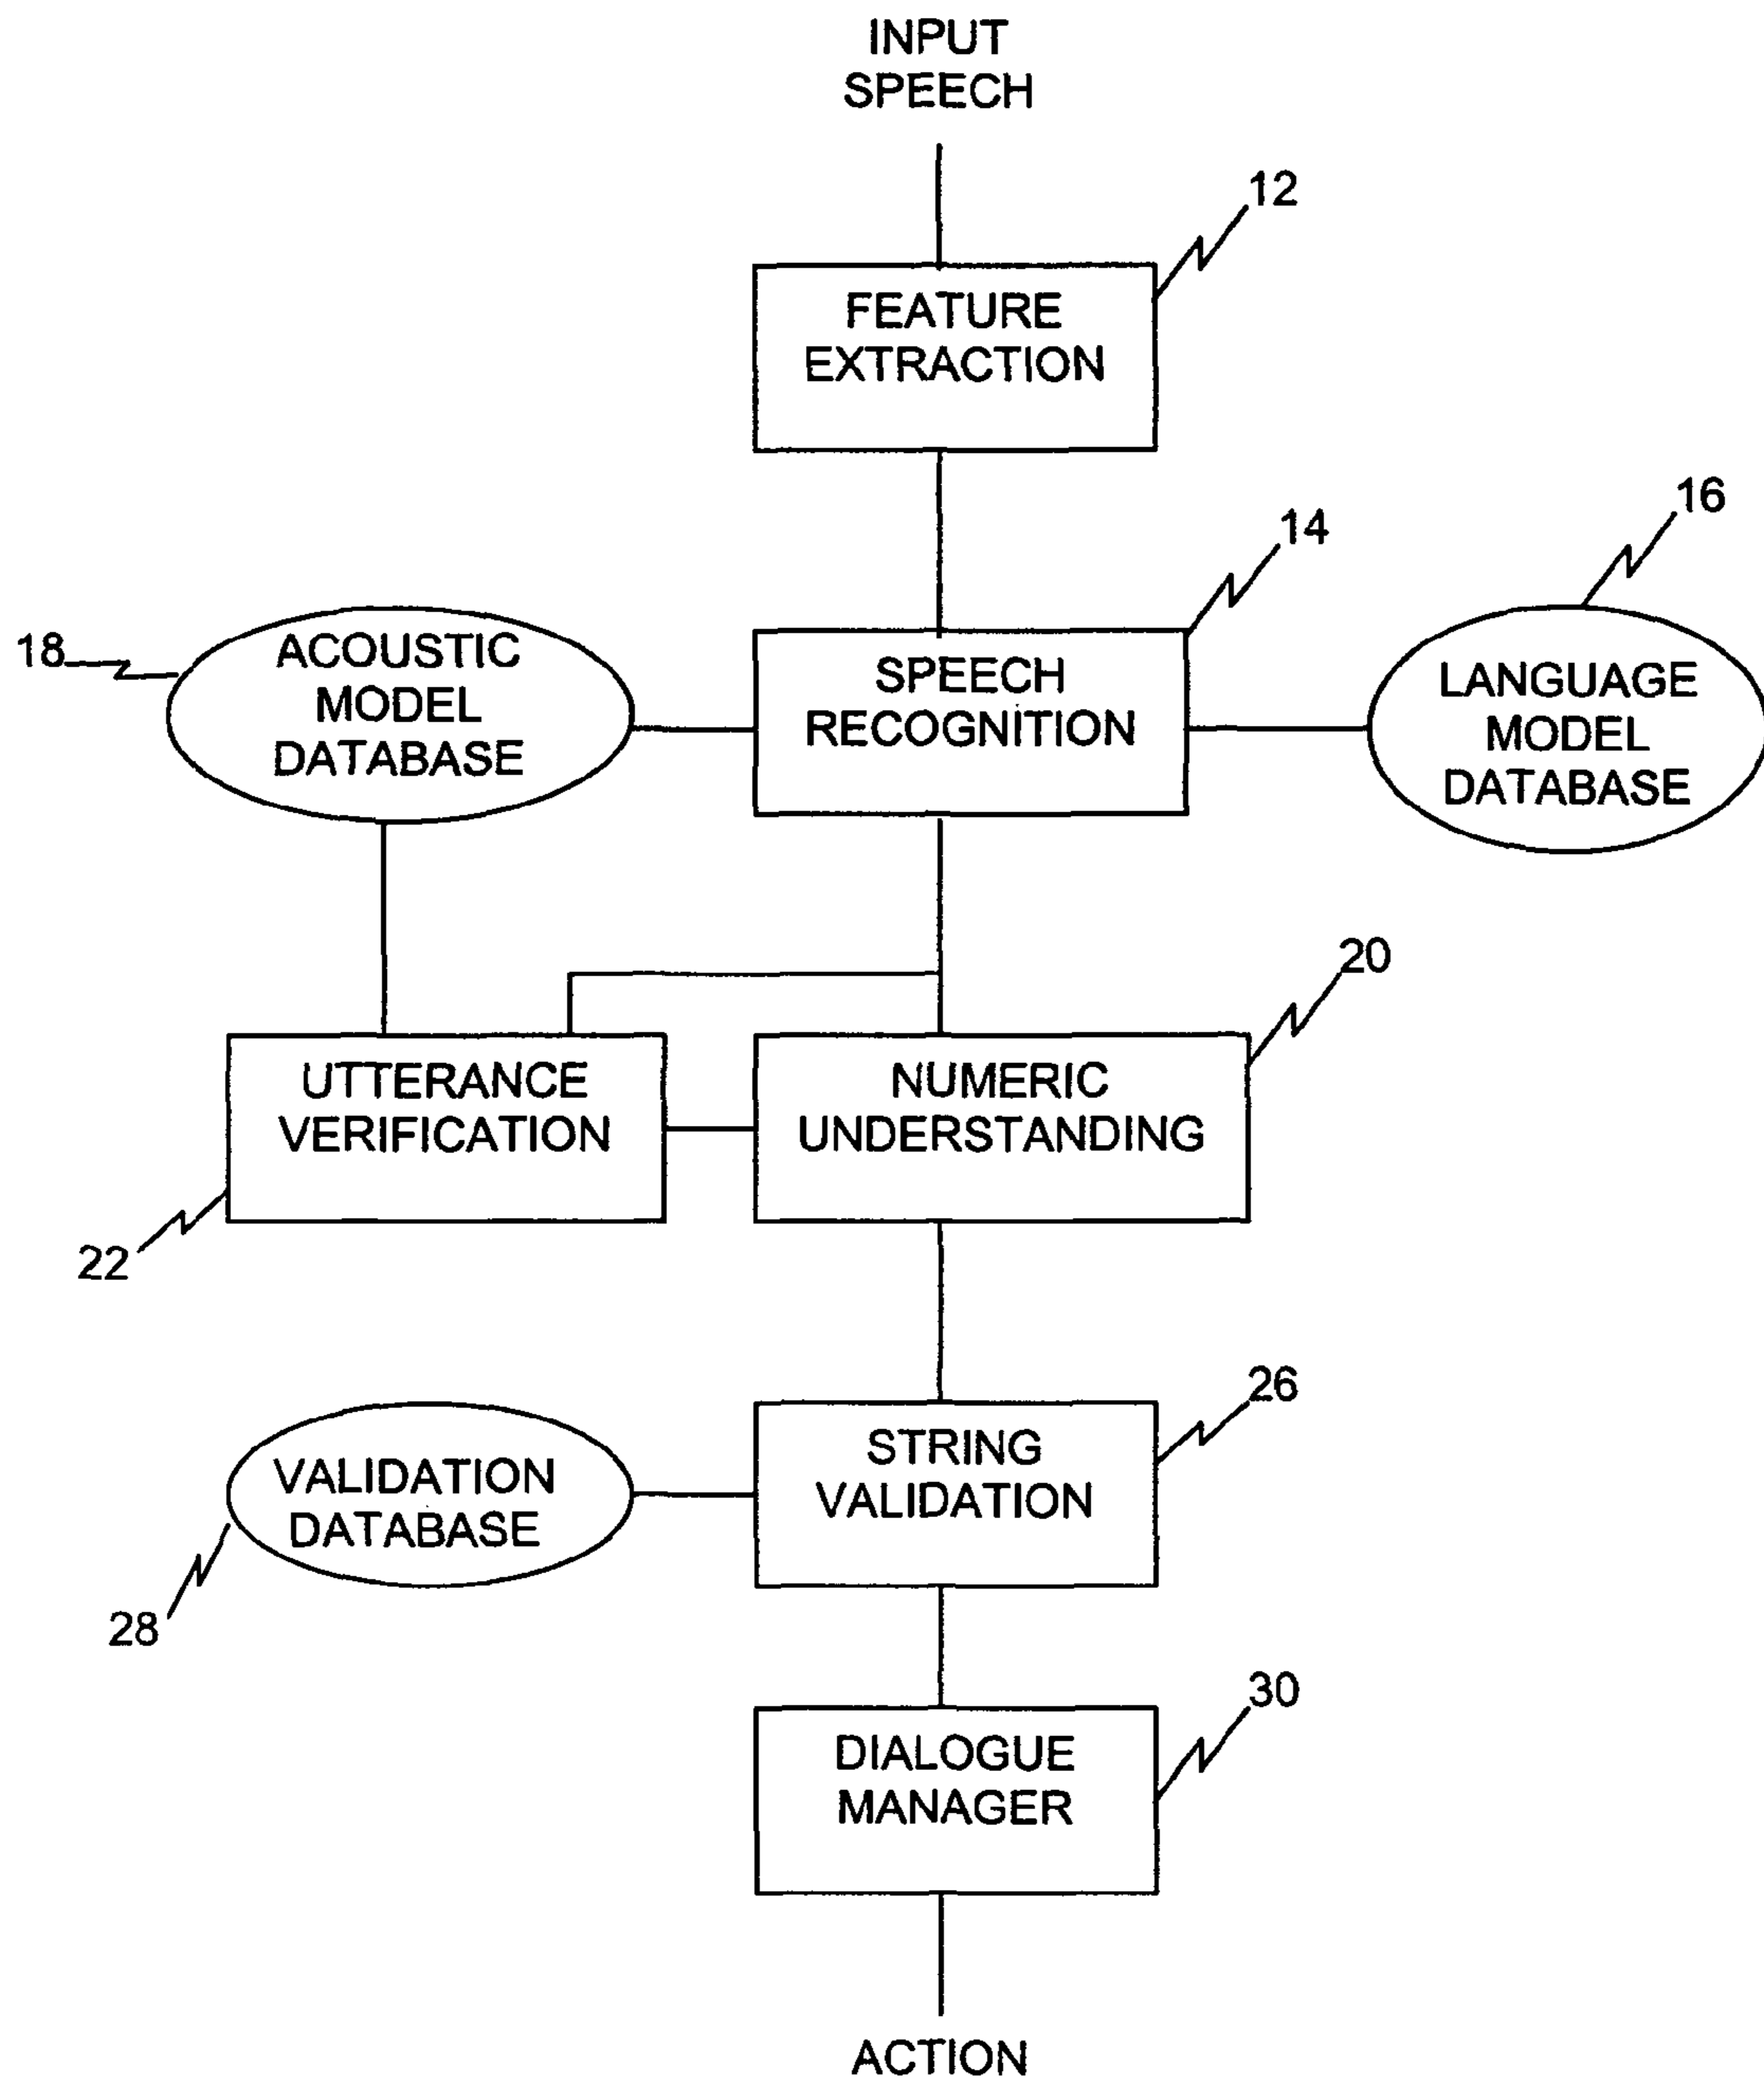 INPUT
SPEECH
12
FEATURE
EXTRACTION
16
14
18
ACOUSTIC
MODEL
DATABASE
SPEECH
RECOGNITION
LANGUAGE
MODEL
DATABASE
20
UTTERANCE
VERIFICATION
NUMERIC
UNDERSTANDING
22
26
STRING
VALIDATION
VALIDATION
DATABASE
28
30
DIALOGUE
MANAGER
ACTION